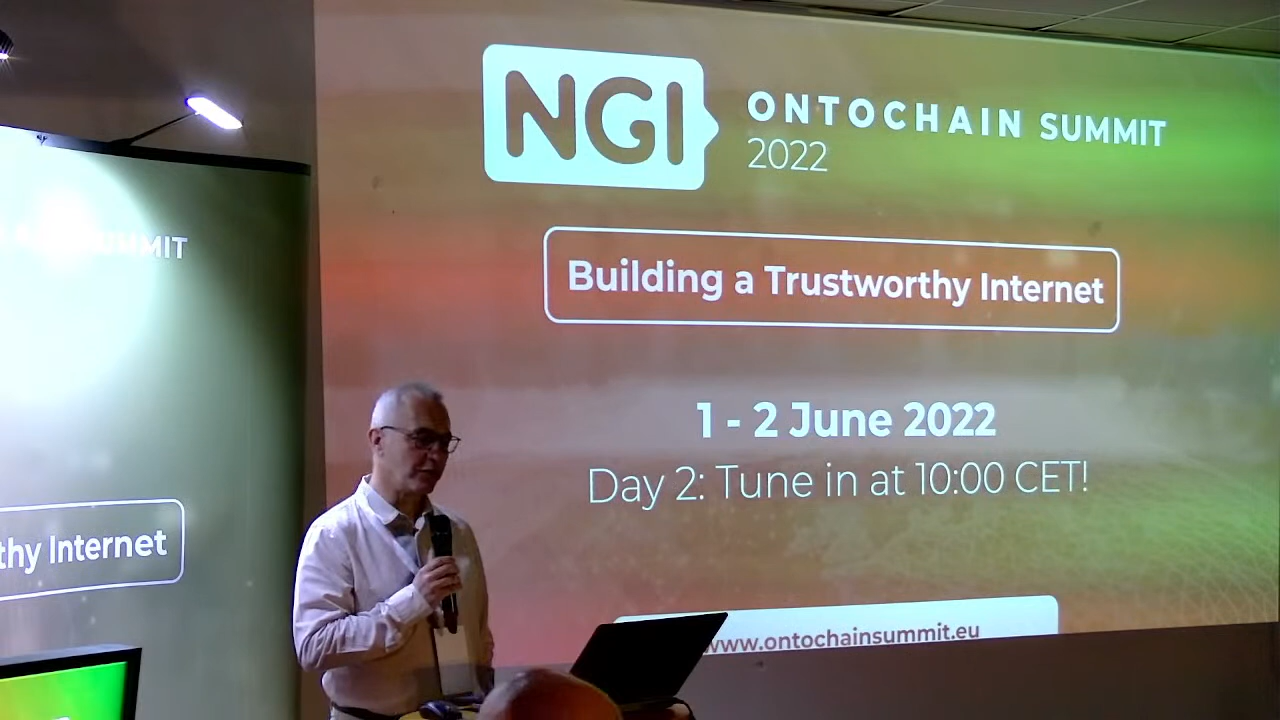 NGI
ONTOCHAIN SUMMIT
2022
Building a Trustworthy Internet
1 - 2 June 2022
Day 2: Tune in at 10:00 CET!
www.ontochainsummit.eu
thy Internet